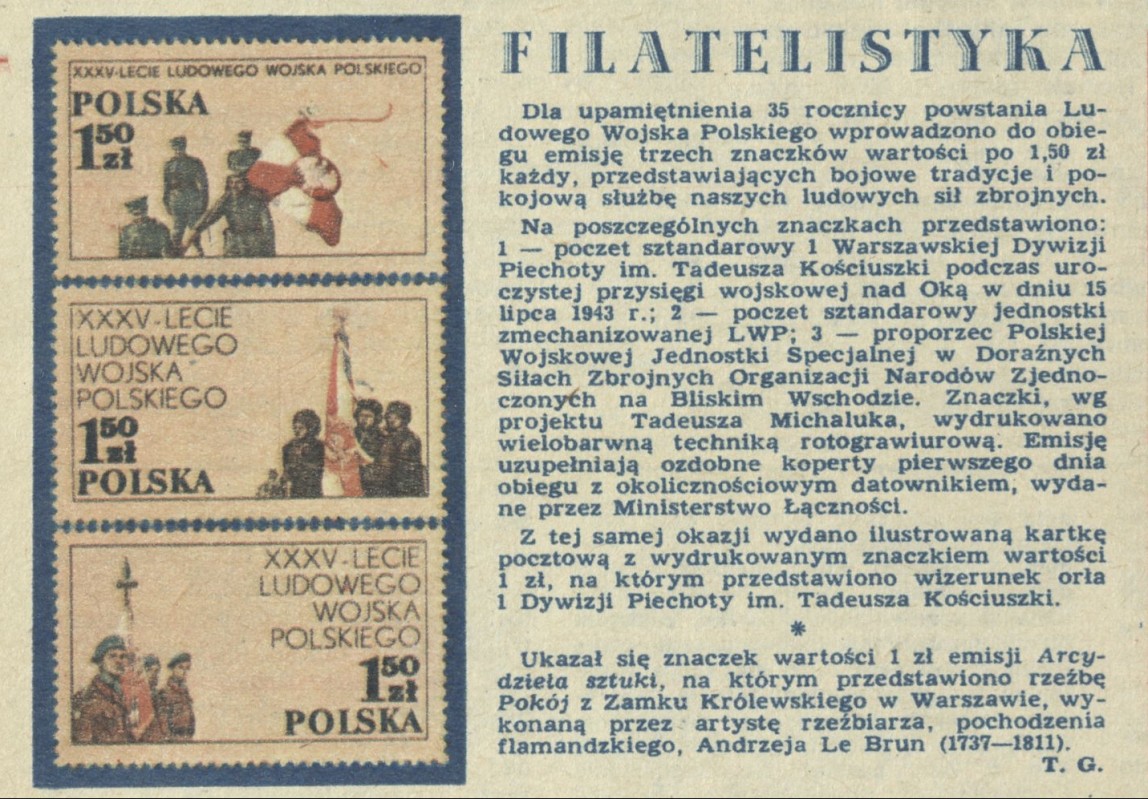 XXXV-LECIE LUDOWEGO WOJSKA POLSKIEGO
POLSKA
1 50 zł
XXXV-LECIE
LUDOWEGO
WOJSKA
POLSKIEGO
1 50 zł
POLSKA
XXXV-LECIE
LUDOWEGO
WOJSKA
POLSKIEGO
1 50 zł
POLSKA
FILATELISTYKA
Dla upamiętnienia 35 rocznicy powstania Lu-
dowego Wojska Polskiego wprowadzono do obie-
gu emisję trzech znaczków wartości po 1,50 zł
każdy, przedstawiających bojowe tradycje i po-
kojową służbę naszych ludowych sił zbrojnych.
Na poszczególnych znaczkach przedstawiono:
1 — poczet sztandarowy 1 Warszawskiej Dywizji
Piechoty im. Tadeusza Kościuszki podczas uro-
czystej przysięgi wojskowej nad Oką w dniu 15
lipca 1943 r.; 2 — poczet sztandarowy jednostki
zmechanizowanej LWP; 3 — proporzec Polskiej
Wojskowej Jednostki Specjalnej w Doraźnych
Siłach Zbrojnych Organizacji Narodów Zjedno-
czonych na Bliskim Wschodzie. Znaczki, wg
projektu Tadeusza Michaluka, wydrukowano
wielobarwną techniką rotograwiurową. Emisję
uzupełniają ozdobne koperty pierwszego dnia
obiegu z okolicznościowym datownikiem, wyda-
ne przez Ministerstwo Łączności.
Z tej samej okazji wydano ilustrowaną kartkę
pocztową z wydrukowanym znaczkiem wartości
1 zł, na którym przedstawiono wizerunek orła
1 Dywizji Piechoty im. Tadeusza Kościuszki.
*
Ukazał się znaczek wartości 1 zł emisji Arcy-
dzieła sztuki, na którym przedstawiono rzeźbę
Pokój z Zamku Królewskiego w Warszawie, wy-
konaną przez artystę rzeźbiarza, pochodzenia
flamandzkiego, Andrzeja Le Brun (1737—1811).
T. G.